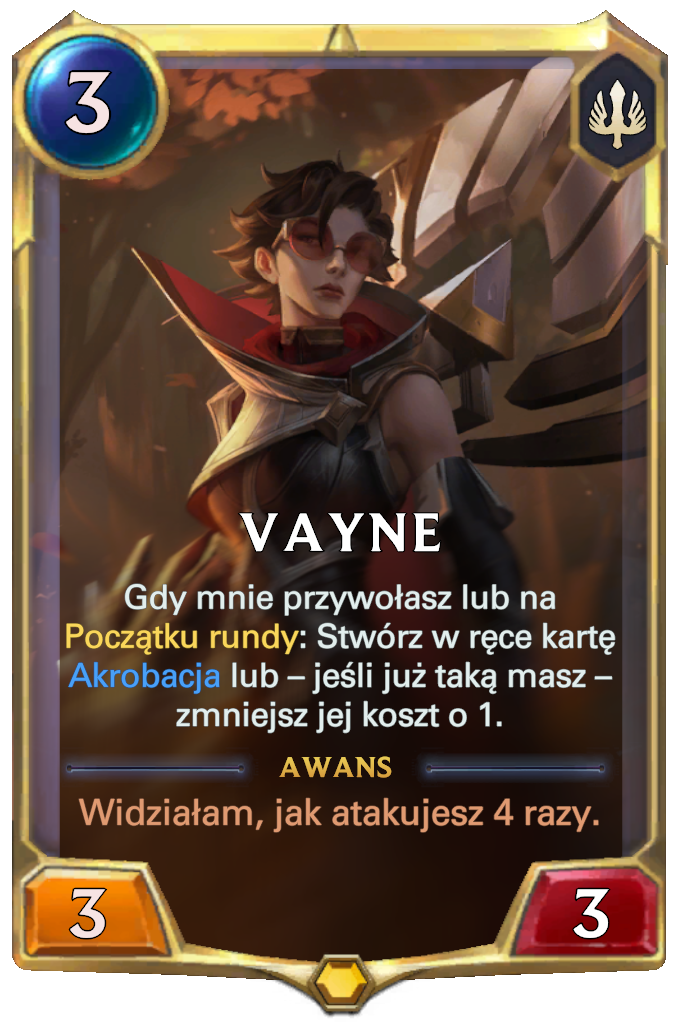 3
VAYNE
Gdy mnie przywołasz lub na
Początku rundy: Stwórz w ręce kartę
Akrobacja lub – jeśli już taką masz –
zmniejsz jej koszt o 1.
AWANS
Widziałam, jak atakujesz 4 razy.
3
3